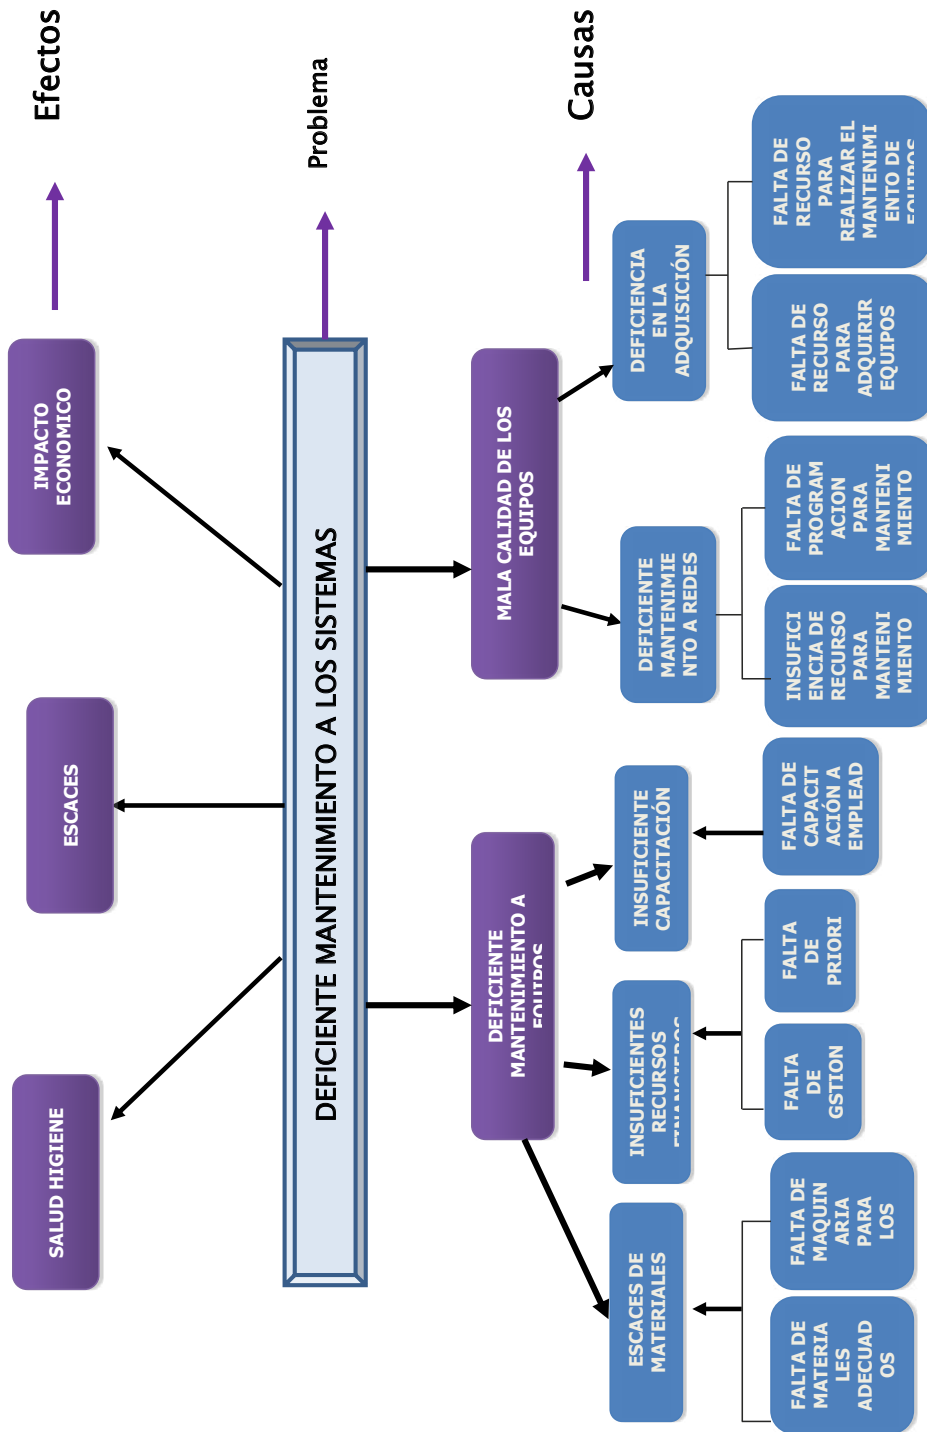 SALUD HIGIENE
ESCACES
IMPACTO
ECONOMICO
Efectos
DEFICIENTE MANTENIMIENTO A LOS SISTEMAS
Problema
DEFICIENTE
MANTENIMIENTO A
EQUIPOS
MALA CALIDAD DE LOS
EQUIPOS
Causas
ESCACES DE
MATERIALES
INSUFICIENTES
RECURSOS
FINANCIEROS
INSUFICIENTE
CAPACITACIÓN
DEFICIENTE
MANTENIMIE
NTO A REDES
DEFICIENCIA
EN LA
ADQUISICIÓN
FALTA DE
MATERIA
LES
ADECUAD
OS
FALTA DE
MAQUIN
ARIA
PARA
LOS
FALTA
DE
GSTION
FALTA
DE
PRIORI
FALTA DE
CAPACIT
ACIÓN A
EMPLEAD
INSUFICI
ENCIA DE
RECURSO
PARA
MANTENI
MIENTO
FALTA DE
PROGRAM
ACION
PARA
MANTENI
MIENTO
FALTA DE
RECURSO
PARA
ADQUIRIR
EQUIPOS
FALTA DE
RECURSO
PARA
REALIZAR EL
MANTENIMI
ENTO DE
EQUIPOS